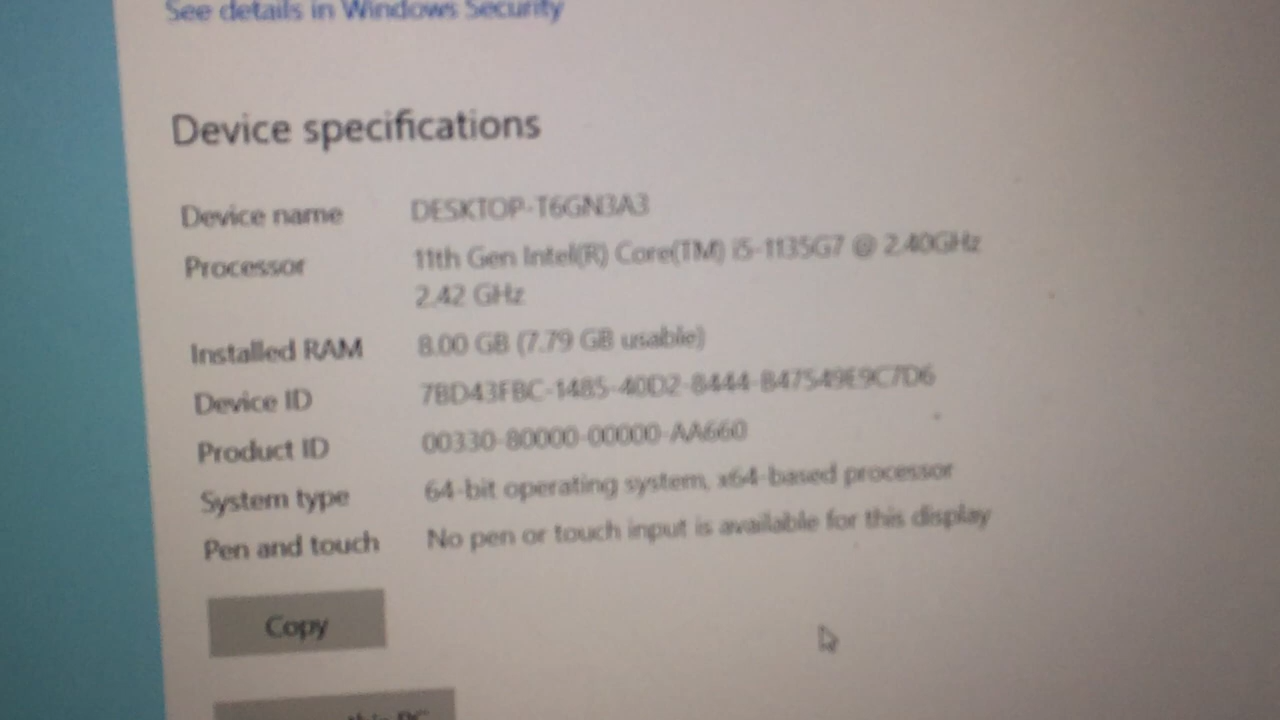 See details in Windows Security
Device specifications
Device name DESKTOP-T6GN3A3
Processor 11th Gen Intel(R) Core(TM) i5-1135G7 @ 2.40GHz
2.42 GHz
Installed RAM 8.00 GB (7.79 GB usable)
Device ID 7BD43FBC-1485-40D2-8444-B47549E9C7D6
Product ID 00330-80000-00000-AA660
System type 64-bit operating system, x64-based processor
Pen and touch No pen or touch input is available for this display
Copy
this PC